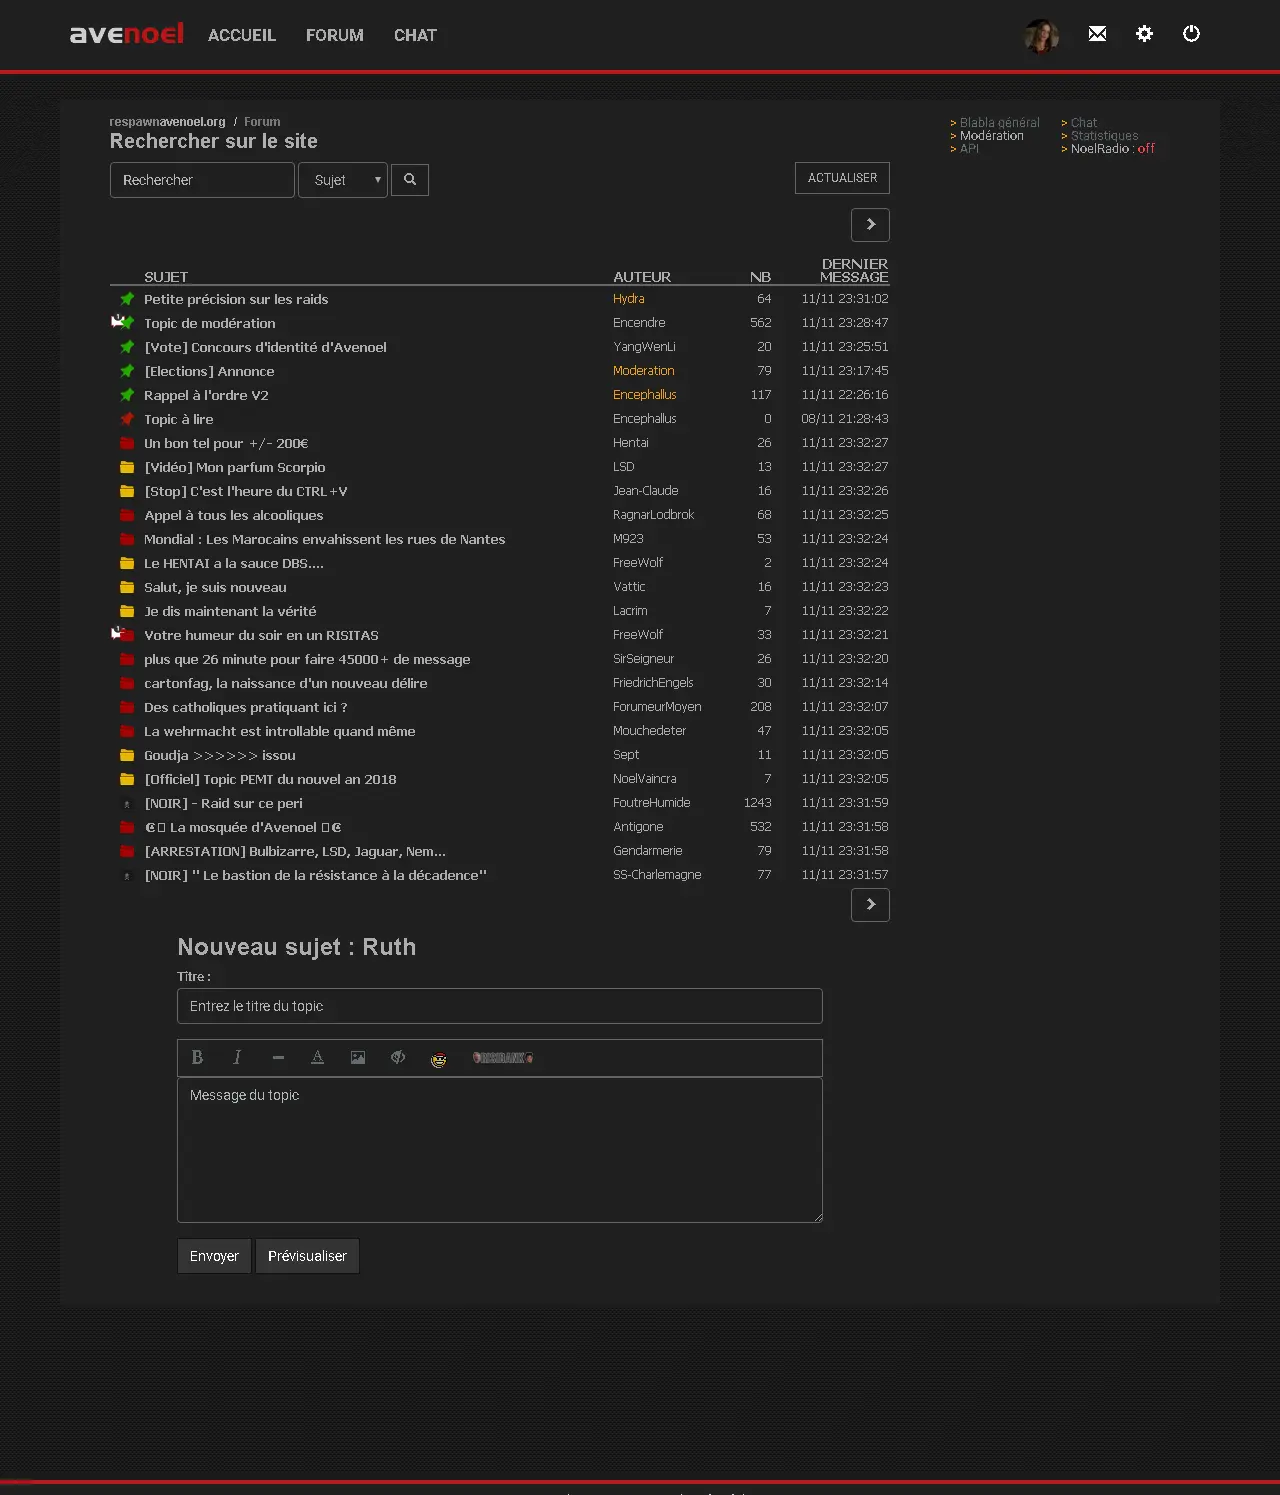 avenoel ACCUEIL FORUM CHAT
respawnavenoel.org / Forum
Rechercher sur le site
> Blabla général > Chat
> Modération > Statistiques
> API > NoelRadio : off
Rechercher Sujet ACTUALISER
SUJET AUTEUR NB DERNIER MESSAGE
Petite précision sur les raids Hydra 64 11/11 23:31:02
Topic de modération Encendre 562 11/11 23:28:47
[Vote] Concours d'identité d'Avenoel YangWenLi 20 11/11 23:25:51
[Elections] Annonce Moderation 79 11/11 23:17:45
Rappel à l'ordre V2 Encephallus 117 11/11 22:26:16
Topic à lire Encephallus 0 08/11 21:28:43
Un bon tel pour +/- 200€ Hentai 26 11/11 23:32:27
[Vidéo] Mon parfum Scorpio LSD 13 11/11 23:32:27
[Stop] C'est l'heure du CTRL+V Jean-Claude 16 11/11 23:32:26
Appel à tous les alcooliques RagnarLodbrok 68 11/11 23:32:25
Mondial : Les Marocains envahissent les rues de Nantes M923 53 11/11 23:32:24
Le HENTAI a la sauce DBS.... FreeWolf 2 11/11 23:32:24
Salut, je suis nouveau Vattic 16 11/11 23:32:23
Je dis maintenant la vérité Lacrim 7 11/11 23:32:22
Votre humeur du soir en un RISITAS FreeWolf 33 11/11 23:32:21
plus que 26 minute pour faire 45000+ de message SirSeigneur 26 11/11 23:32:20
cartonfag, la naissance d'un nouveau délire FriedrichEngels 30 11/11 23:32:14
Des catholiques pratiquant ici ? ForumeurMoyen 208 11/11 23:32:07
La wehrmacht est introllable quand même Mouchedeter 47 11/11 23:32:05
Goudja >>>>>> issou Sept 11 11/11 23:32:05
[Officiel] Topic PEMT du nouvel an 2018 NoelVaincra 7 11/11 23:32:05
[NOIR] - Raid sur ce peri FoutreHumide 1243 11/11 23:31:59
La mosquée d'Avenoel Antigone 532 11/11 23:31:58
[ARRESTATION] Bulbizarre, LSD, Jaguar, Nem... Gendarmerie 79 11/11 23:31:58
[NOIR] " Le bastion de la résistance à la décadence" SS-Charlemagne 77 11/11 23:31:57
Nouveau sujet : Ruth
Titre :
Entrez le titre du topic
B I A RISIBANK
Message du topic
Envoyer Prévisualiser